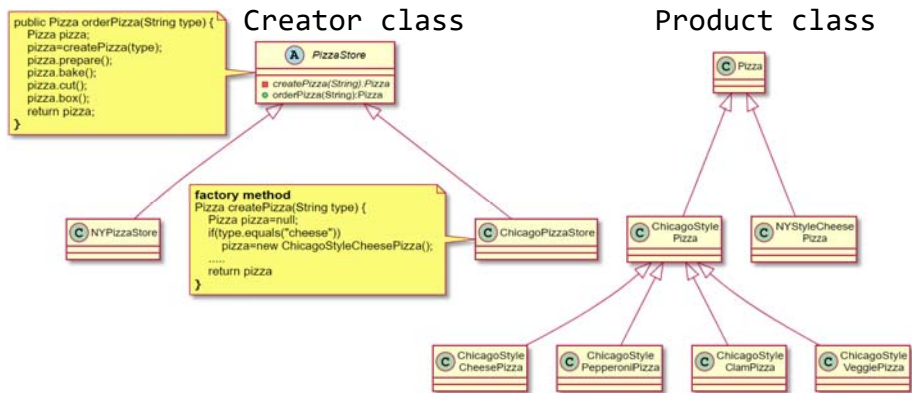 Creator class
Product class
public Pizza orderPizza(String type) {
Pizza pizza;
pizza=createPizza(type);
pizza.prepare();
pizza.bake();
pizza.cut();
pizza.box();
return pizza;
}
A PizzaStore
createPizza(String):Pizza
orderPizza(String):Pizza
C Pizza
factory method
Pizza createPizza(String type) {
Pizza pizza=null;
if(type.equals("cheese"))
pizza=new ChicagoStyleCheesePizza();
.....
return pizza
}
C NYPizzaStore
C ChicagoPizzaStore
C ChicagoStyle
Pizza
C NYStyleCheese
Pizza
C ChicagoStyle
CheesePizza
C ChicagoStyle
PepperoniPizza
C ChicagoStyle
ClamPizza
C ChicagoStyle
VeggiePizza